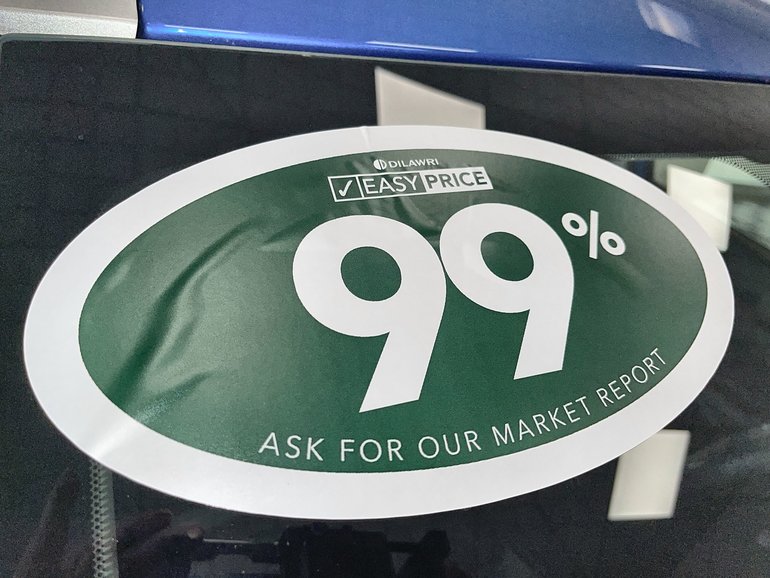 DILAWRI
✓ EASY PRICE
99%
ASK FOR OUR MARKET REPORT